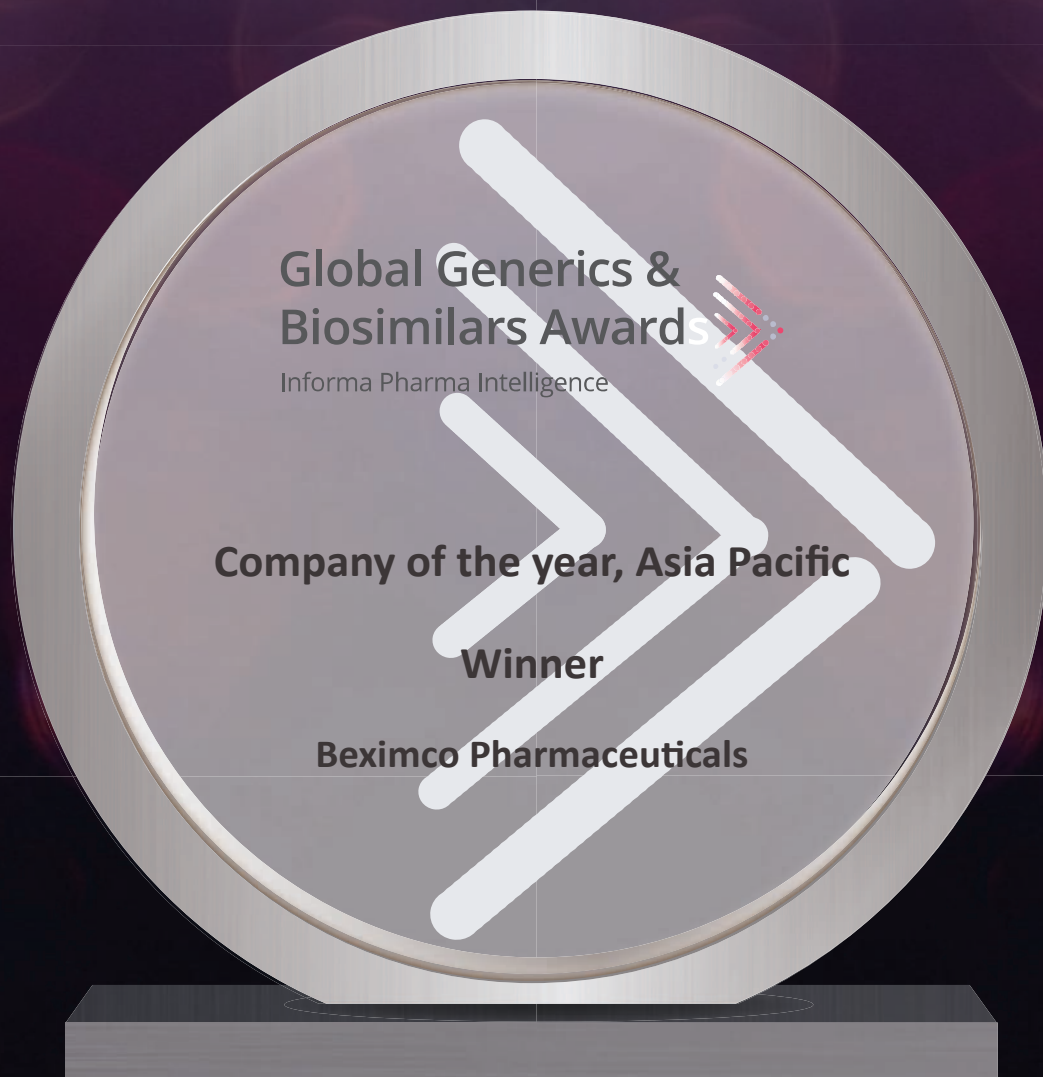 Global Generics &
Biosimilars Awards
Informa Pharma Intelligence
Company of the year, Asia Pacific
Winner
Beximco Pharmaceuticals